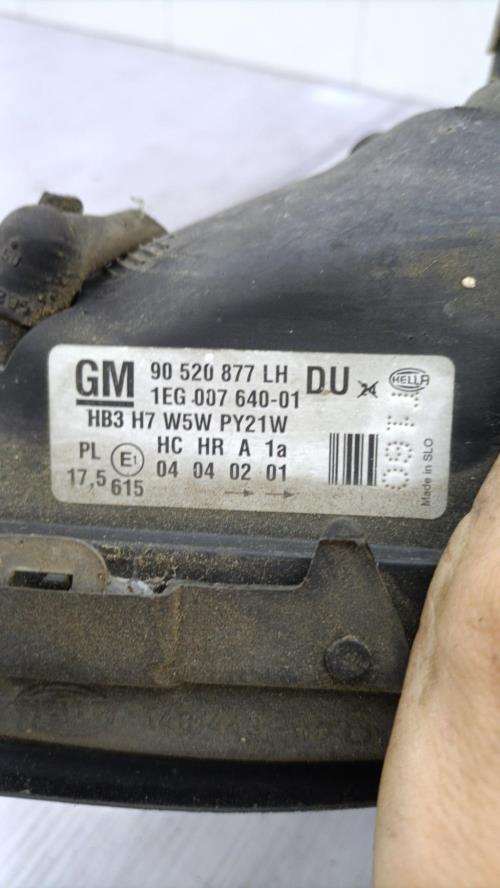 GM 90 520 877 LH DU HELLA
1EG 007 640-01
HB3 H7 W5W PY21W
PL E1 HC HR A 1a
17,5 615 04 04 02 01
Made in SLO